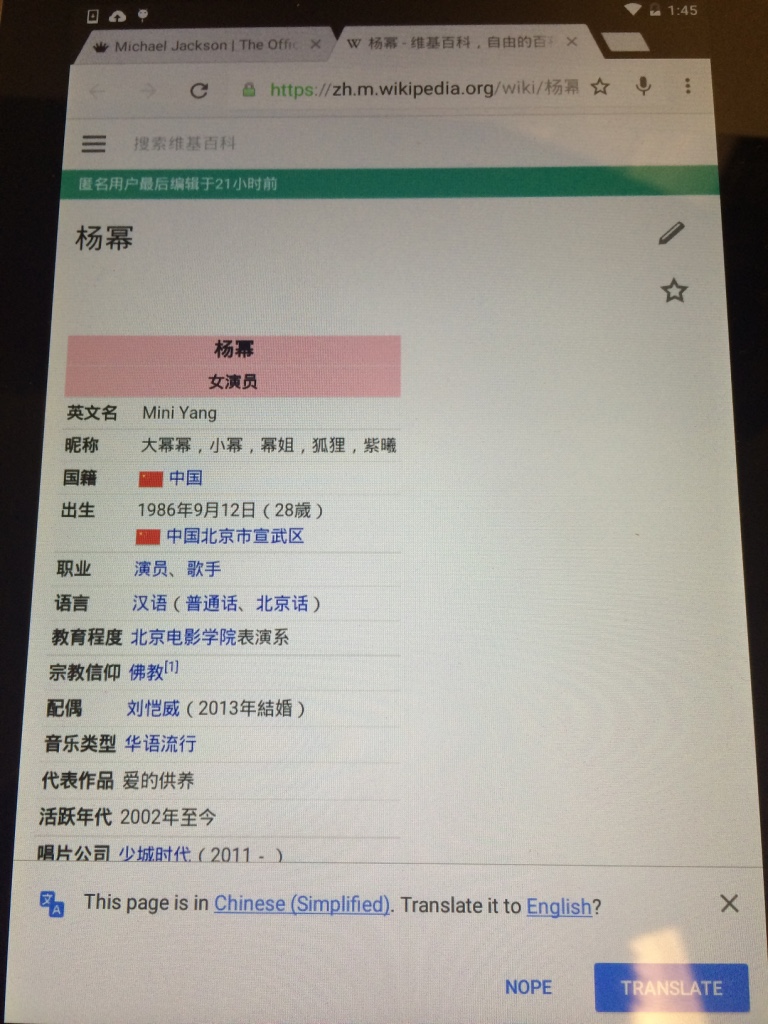 1:45
Michael Jackson | The Offic
W 杨幂 - 维基百科，自由的百科
https://zh.m.wikipedia.org/wiki/杨幂
搜索维基百科
匿名用户最后编辑于21小时前
杨幂
杨幂
女演员
英文名 Mini Yang
昵称 大幂幂，小幂，幂姐，狐狸，紫曦
国籍 中国
出生 1986年9月12日（28歲）
中国北京市宣武区
职业 演员、歌手
语言 汉语（普通话、北京话）
教育程度 北京电影学院表演系
宗教信仰 佛教[1]
配偶 刘恺威（2013年結婚）
音乐类型 华语流行
代表作品 爱的供养
活跃年代 2002年至今
唱片公司 少城时代（2011 - ）
文A This page is in Chinese (Simplified). Translate it to English?
NOPE TRANSLATE